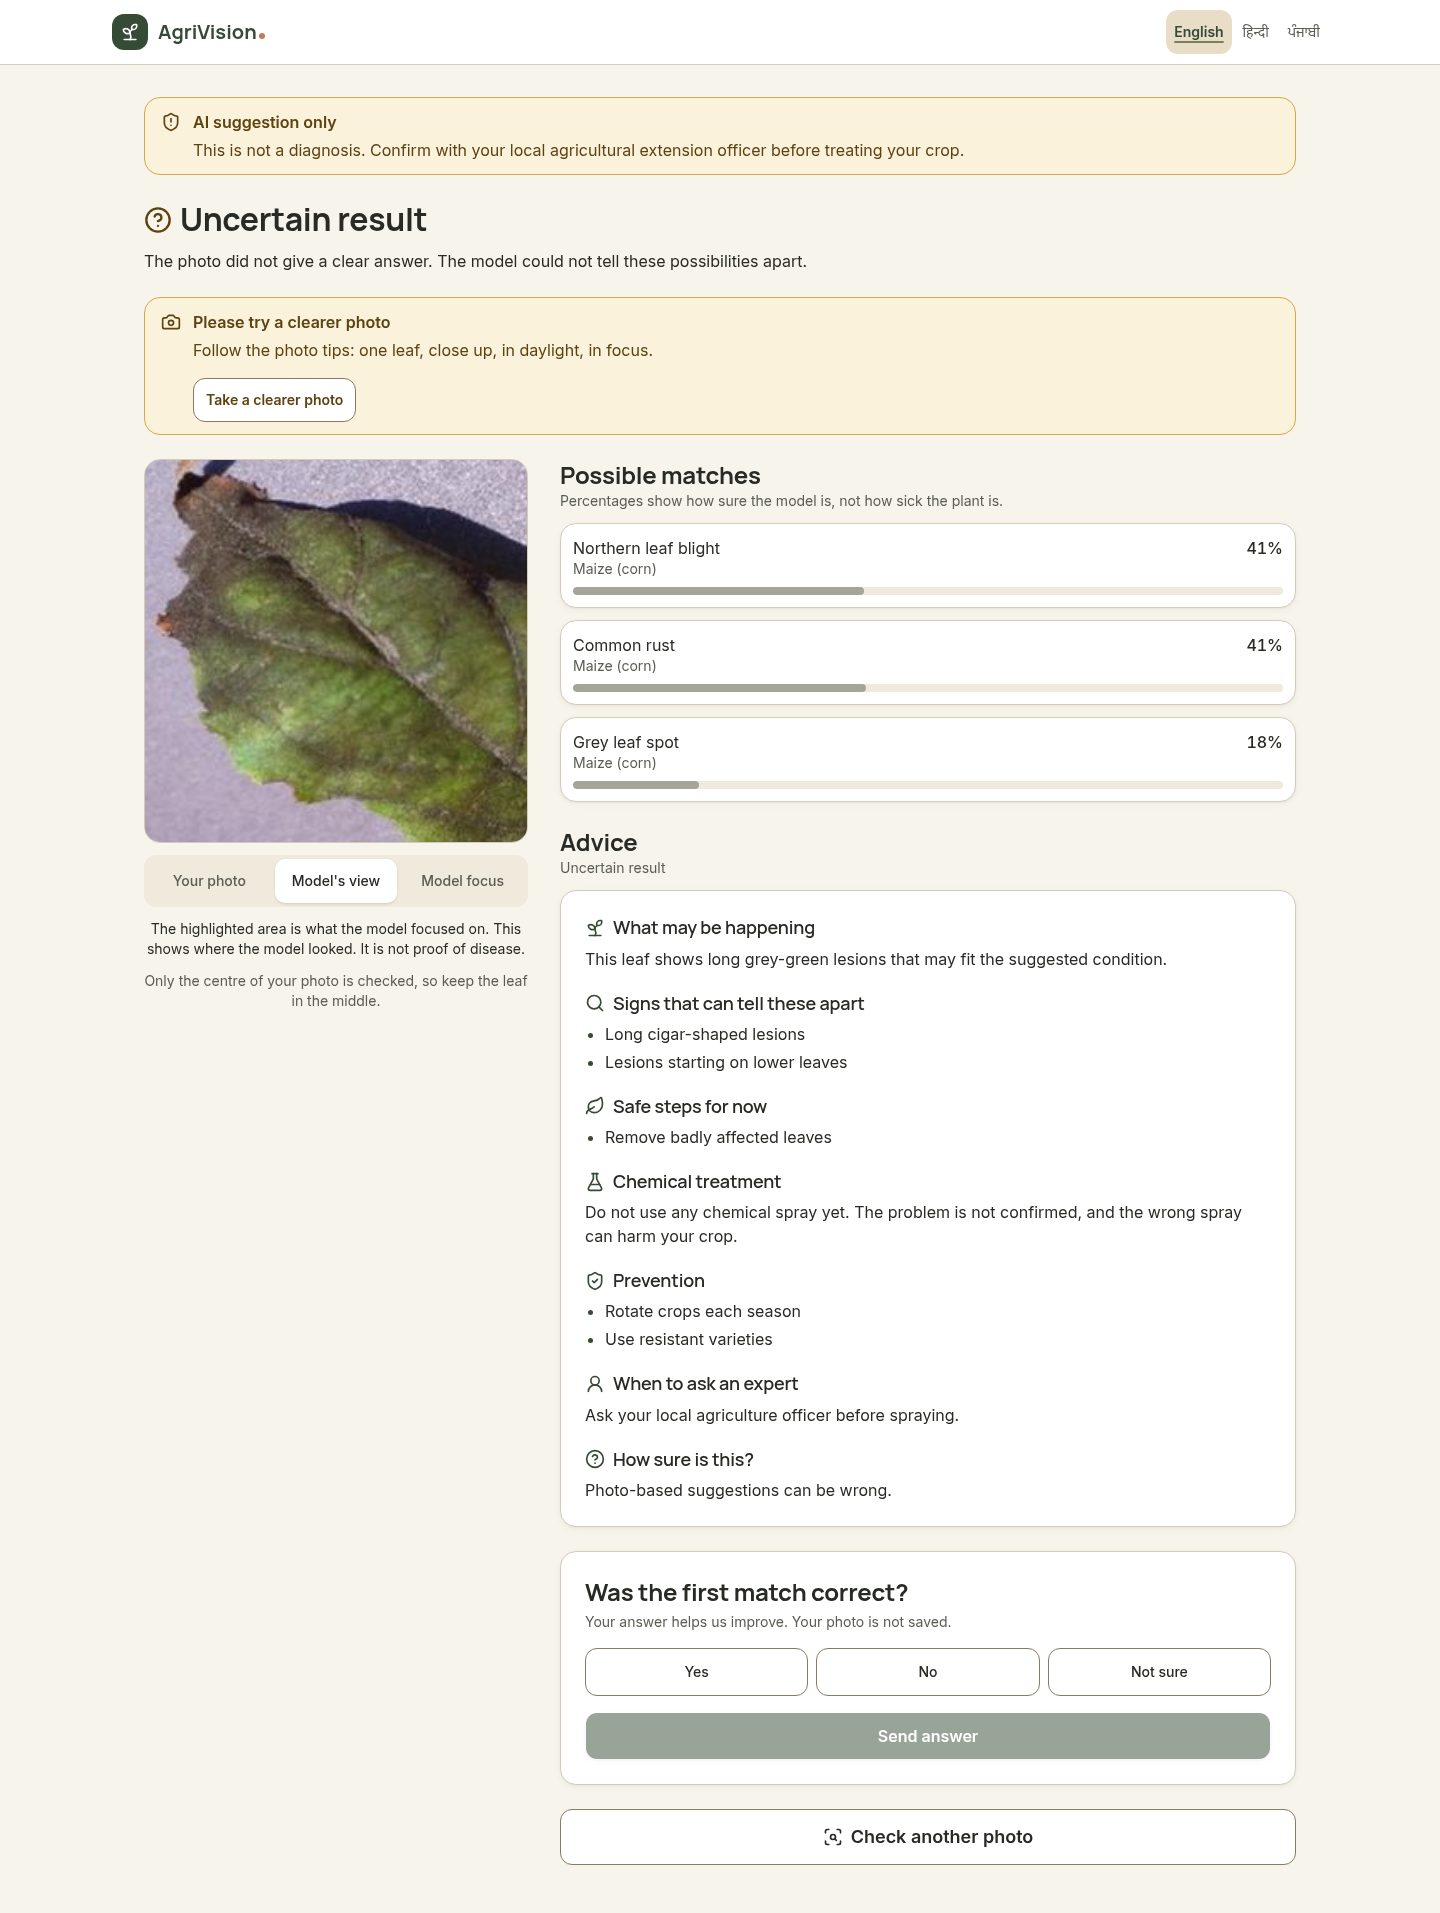 AgriVision
English हिन्दी ਪੰਜਾਬੀ
AI suggestion only
This is not a diagnosis. Confirm with your local agricultural extension officer before treating your crop.
Uncertain result
The photo did not give a clear answer. The model could not tell these possibilities apart.
Please try a clearer photo
Follow the photo tips: one leaf, close up, in daylight, in focus.
Take a clearer photo
Your photo Model's view Model focus
The highlighted area is what the model focused on. This
shows where the model looked. It is not proof of disease.
Only the centre of your photo is checked, so keep the leaf
in the middle.
Possible matches
Percentages show how sure the model is, not how sick the plant is.
Northern leaf blight 41%
Maize (corn)
Common rust 41%
Maize (corn)
Grey leaf spot 18%
Maize (corn)
Advice
Uncertain result
What may be happening
This leaf shows long grey-green lesions that may fit the suggested condition.
Signs that can tell these apart
• Long cigar-shaped lesions
• Lesions starting on lower leaves
Safe steps for now
• Remove badly affected leaves
Chemical treatment
Do not use any chemical spray yet. The problem is not confirmed, and the wrong spray
can harm your crop.
Prevention
• Rotate crops each season
• Use resistant varieties
When to ask an expert
Ask your local agriculture officer before spraying.
How sure is this?
Photo-based suggestions can be wrong.
Was the first match correct?
Your answer helps us improve. Your photo is not saved.
Yes No Not sure
Send answer
Check another photo